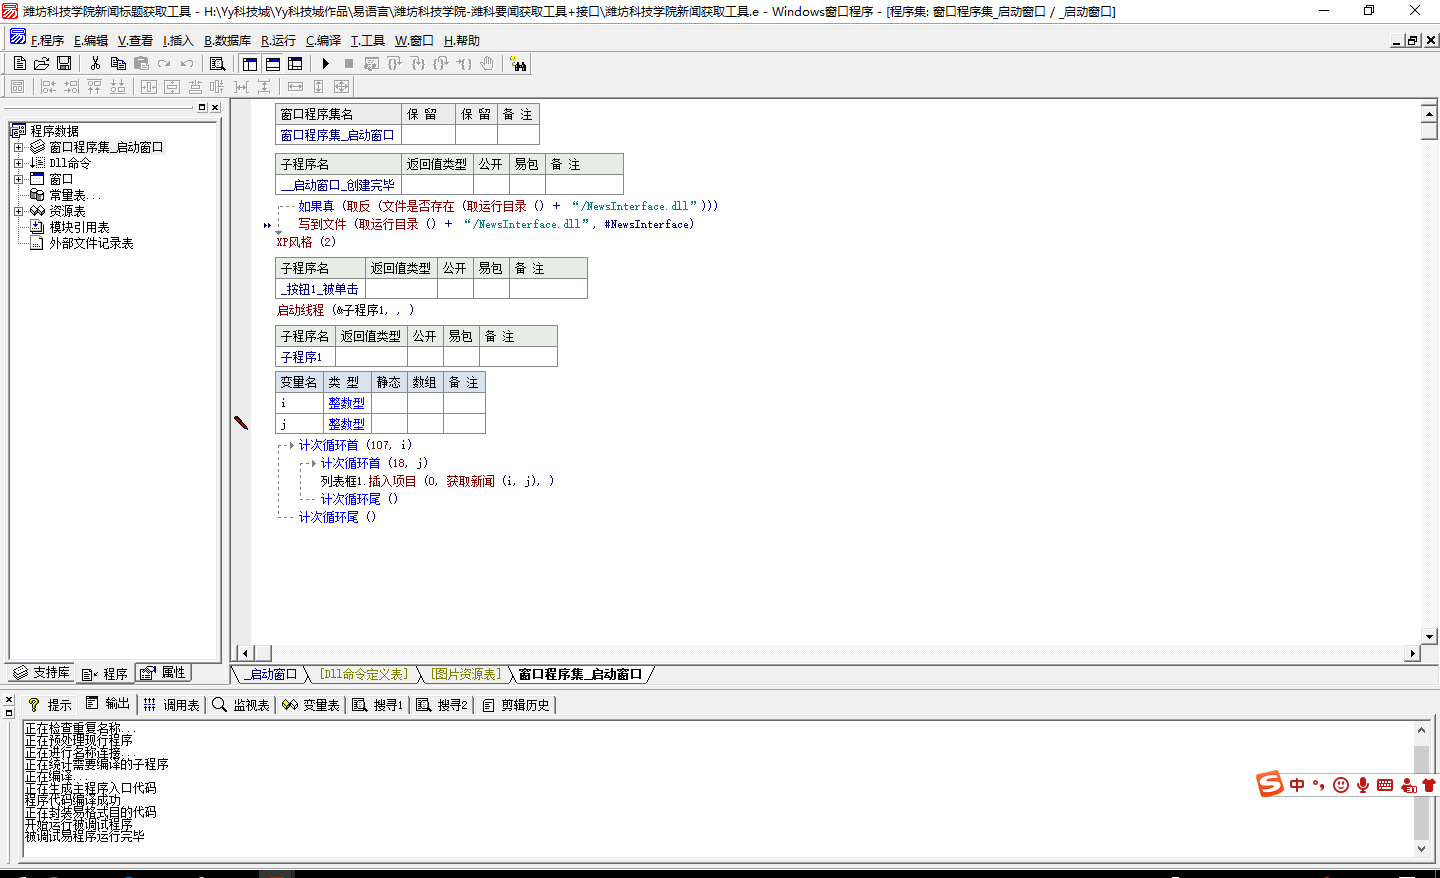 潍坊科技学院新闻标题获取工具 - H:\Yy科技城\Yy科技城作品\易语言\潍坊科技学院-潍科要闻获取工具+接口\潍坊科技学院新闻获取工具.e - Windows窗口程序 - [程序集: 窗口程序集_启动窗口 / _启动窗口]
F.程序 E.编辑 V.查看 I.插入 B.数据库 R.运行 C.编译 T.工具 W.窗口 H.帮助
程序数据
窗口程序集_启动窗口
Dll命令
窗口
常量表...
资源表
模块引用表
外部文件记录表
支持库 程序 属性
窗口程序集名 保 留 保 留 备 注
窗口程序集_启动窗口
子程序名 返回值类型 公开 易包 备 注
__启动窗口_创建完毕
如果真 (取反 (文件是否存在 (取运行目录 () + “/NewsInterface.dll”)))
写到文件 (取运行目录 () + “/NewsInterface.dll”, #NewsInterface)
XP风格 (2)
子程序名 返回值类型 公开 易包 备 注
_按钮1_被单击
启动线程 (&子程序1, , )
子程序名 返回值类型 公开 易包 备 注
子程序1
变量名 类 型 静态 数组 备 注
i 整数型
j 整数型
计次循环首 (107, i)
计次循环首 (18, j)
列表框1.插入项目 (0, 获取新闻 (i, j), )
计次循环尾 ()
计次循环尾 ()
_启动窗口 [Dll命令定义表] [图片资源表] 窗口程序集_启动窗口
提示 输出 调用表 监视表 变量表 搜寻1 搜寻2 剪辑历史
正在检查重复名称...
正在预处理现行程序
正在进行名称连接...
正在统计需要编译的子程序
正在编译...
正在生成主程序入口代码
程序代码编译成功
正在封装易格式目的代码
开始运行被调试程序
被调试易程序运行完毕
中